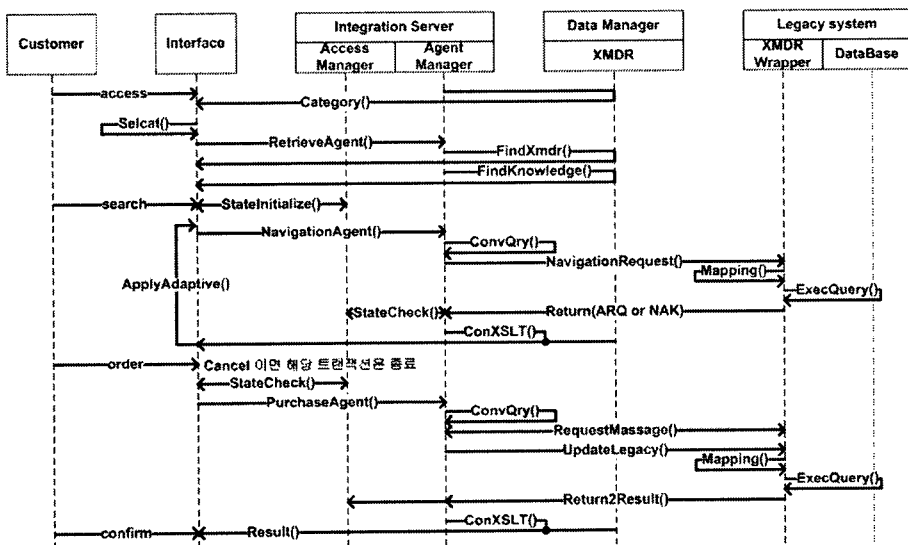 Customer
Interface
Integration Server
Access Manager
Agent Manager
Data Manager
XMDR
Legacy system
XMDR Wrapper
DataBase
access
Category()
Selcat()
RetrieveAgent()
FindXmdr()
FindKnowledge()
search
StateInitialize()
NavigationAgent()
ConvQry()
NavigationRequest()
Mapping()
ApplyAdaptive()
ExecQuery()
StateCheck()
Return(ARQ or NAK)
ConXSLT()
order
Cancel 이면 해당 트랜잭션은 종료
StateCheck()
PurchaseAgent()
ConvQry()
RequestMassago()
UpdateLegacy()
Mapping()
ExecQuery()
Return2Result()
ConXSLT()
confirm
Result()